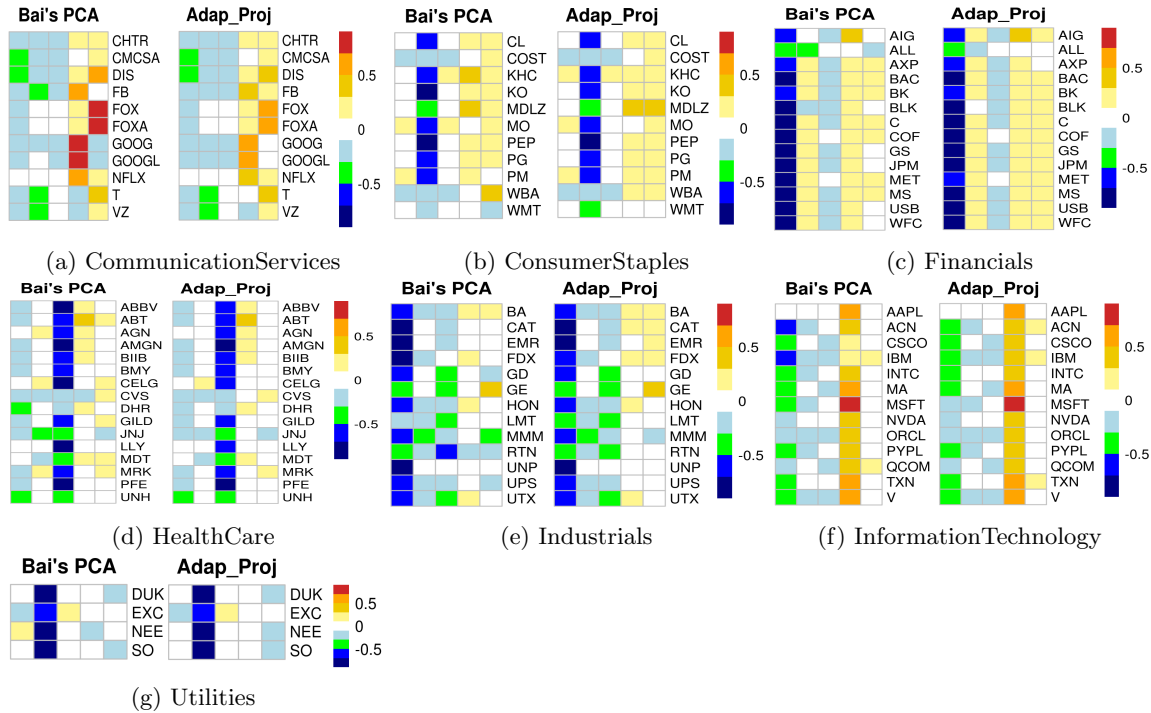 Bai's PCA Adap_Proj
CHTR CHTR
CMCSA CMCSA
DIS DIS
FB FB
FOX FOX
FOXA FOXA
GOOG GOOG
GOOGL GOOGL
NFLX NFLX
T T
VZ VZ
0.5
0
-0.5
(a) CommunicationServices
Bai's PCA Adap_Proj
CL CL
COST COST
KHC KHC
KO KO
MDLZ MDLZ
MO MO
PEP PEP
PG PG
PM PM
WBA WBA
WMT WMT
0.5
0
-0.5
(b) ConsumerStaples
Bai's PCA Adap_Proj
AIG AIG
ALL ALL
AXP AXP
BAC BAC
BK BK
BLK BLK
C C
COF COF
GS GS
JPM JPM
MET MET
MS MS
USB USB
WFC WFC
0.5
0
-0.5
(c) Financials
Bai's PCA Adap_Proj
ABBV ABBV
ABT ABT
AGN AGN
AMGN AMGN
BIIB BIIB
BMY BMY
CELG CELG
CVS CVS
DHR DHR
GILD GILD
JNJ JNJ
LLY LLY
MDT MDT
MRK MRK
PFE PFE
UNH UNH
0.5
0
-0.5
(d) HealthCare
Bai's PCA Adap_Proj
BA BA
CAT CAT
EMR EMR
FDX FDX
GD GD
GE GE
HON HON
LMT LMT
MMM MMM
RTN RTN
UNP UNP
UPS UPS
UTX UTX
0.5
0
-0.5
(e) Industrials
Bai's PCA Adap_Proj
AAPL AAPL
ACN ACN
CSCO CSCO
IBM IBM
INTC INTC
MA MA
MSFT MSFT
NVDA NVDA
ORCL ORCL
PYPL PYPL
QCOM QCOM
TXN TXN
V V
0.5
0
-0.5
(f) InformationTechnology
Bai's PCA Adap_Proj
DUK DUK
EXC EXC
NEE NEE
SO SO
0.5
0
-0.5
(g) Utilities